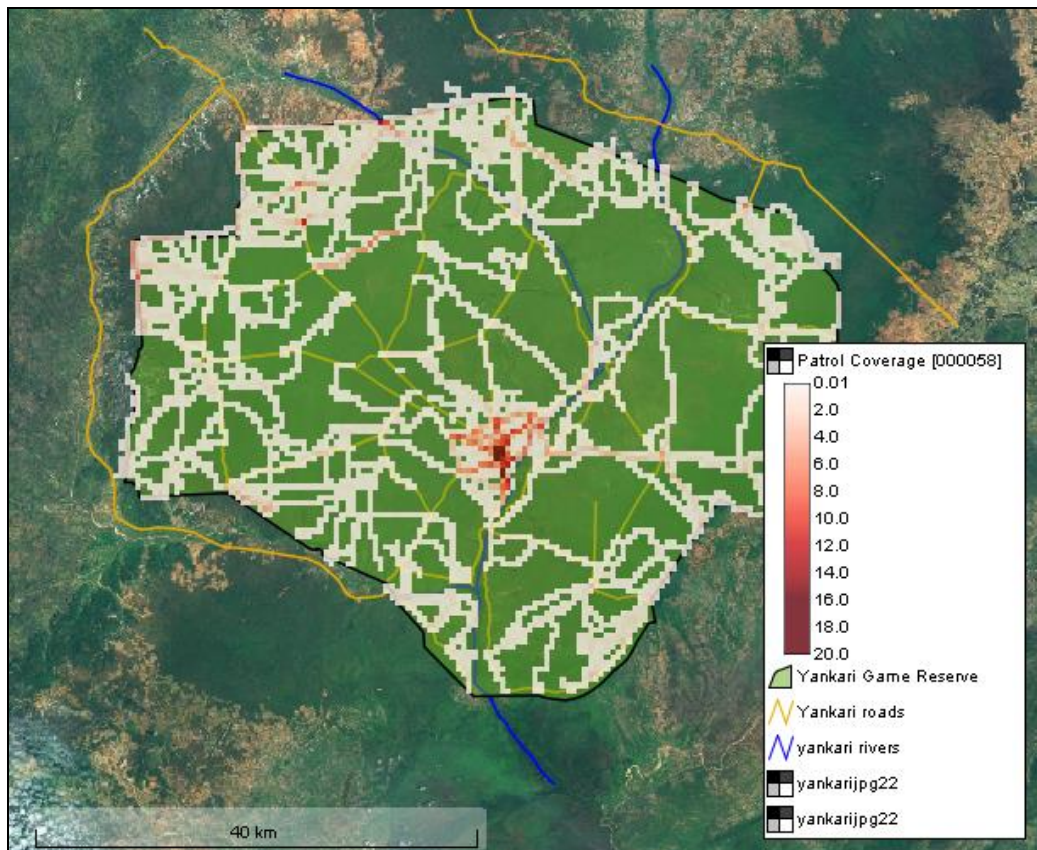 Patrol Coverage [000058]
0.01
2.0
4.0
6.0
8.0
10.0
12.0
14.0
16.0
18.0
20.0
Yankari Game Reserve
Yankari roads
yankari rivers
yankarijpg22
yankarijpg22
40 km